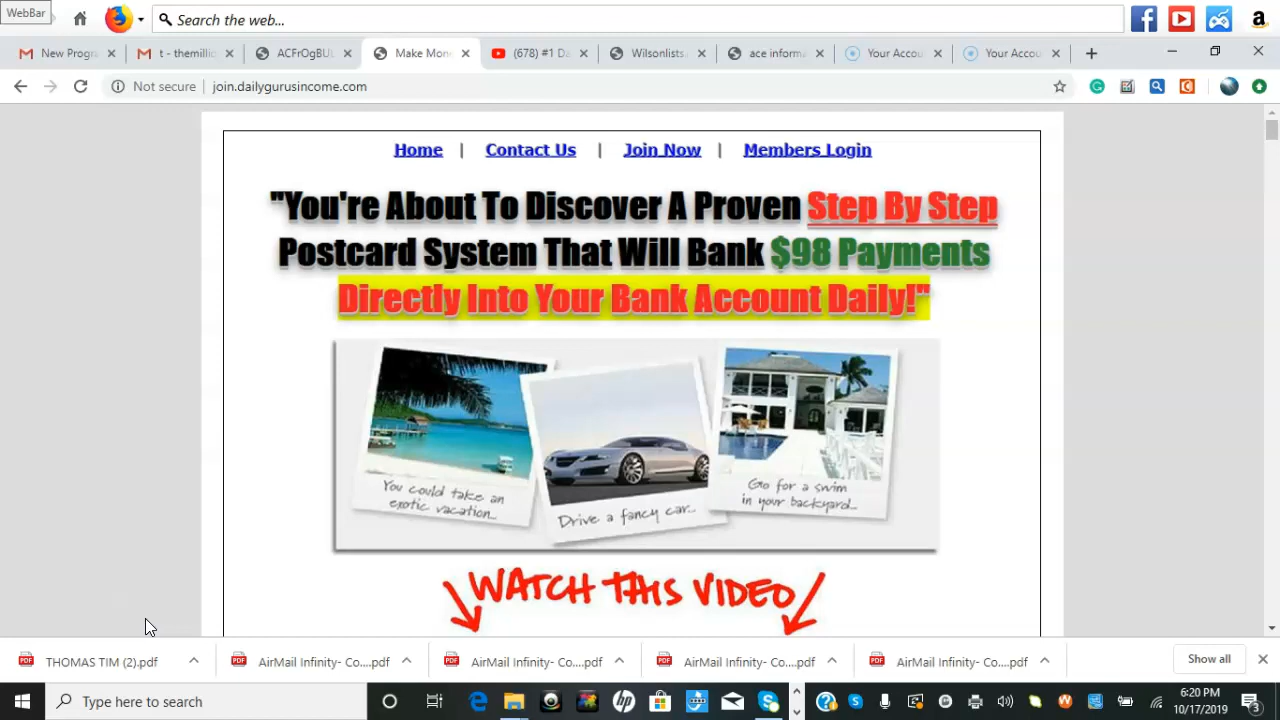 WebBar
Search the web...
New Progra
t - themillio
ACFrOgBU
Make Mone
(678) #1 Da
Wilsonlists
ace informa
Your Accou
Your Accou
Not secure | join.dailygurusincome.com
Home | Contact Us | Join Now | Members Login
"You're About To Discover A Proven Step By Step
Postcard System That Will Bank $98 Payments
Directly Into Your Bank Account Daily!"
You could take an
exotic vacation...
Drive a fancy car...
Go for a swim
in your backyard...
WATCH THIS VIDEO
THOMAS TIM (2).pdf
AirMail Infinity- Co....pdf
AirMail Infinity- Co....pdf
AirMail Infinity- Co....pdf
AirMail Infinity- Co....pdf
Show all
Type here to search
6:20 PM
10/17/2019